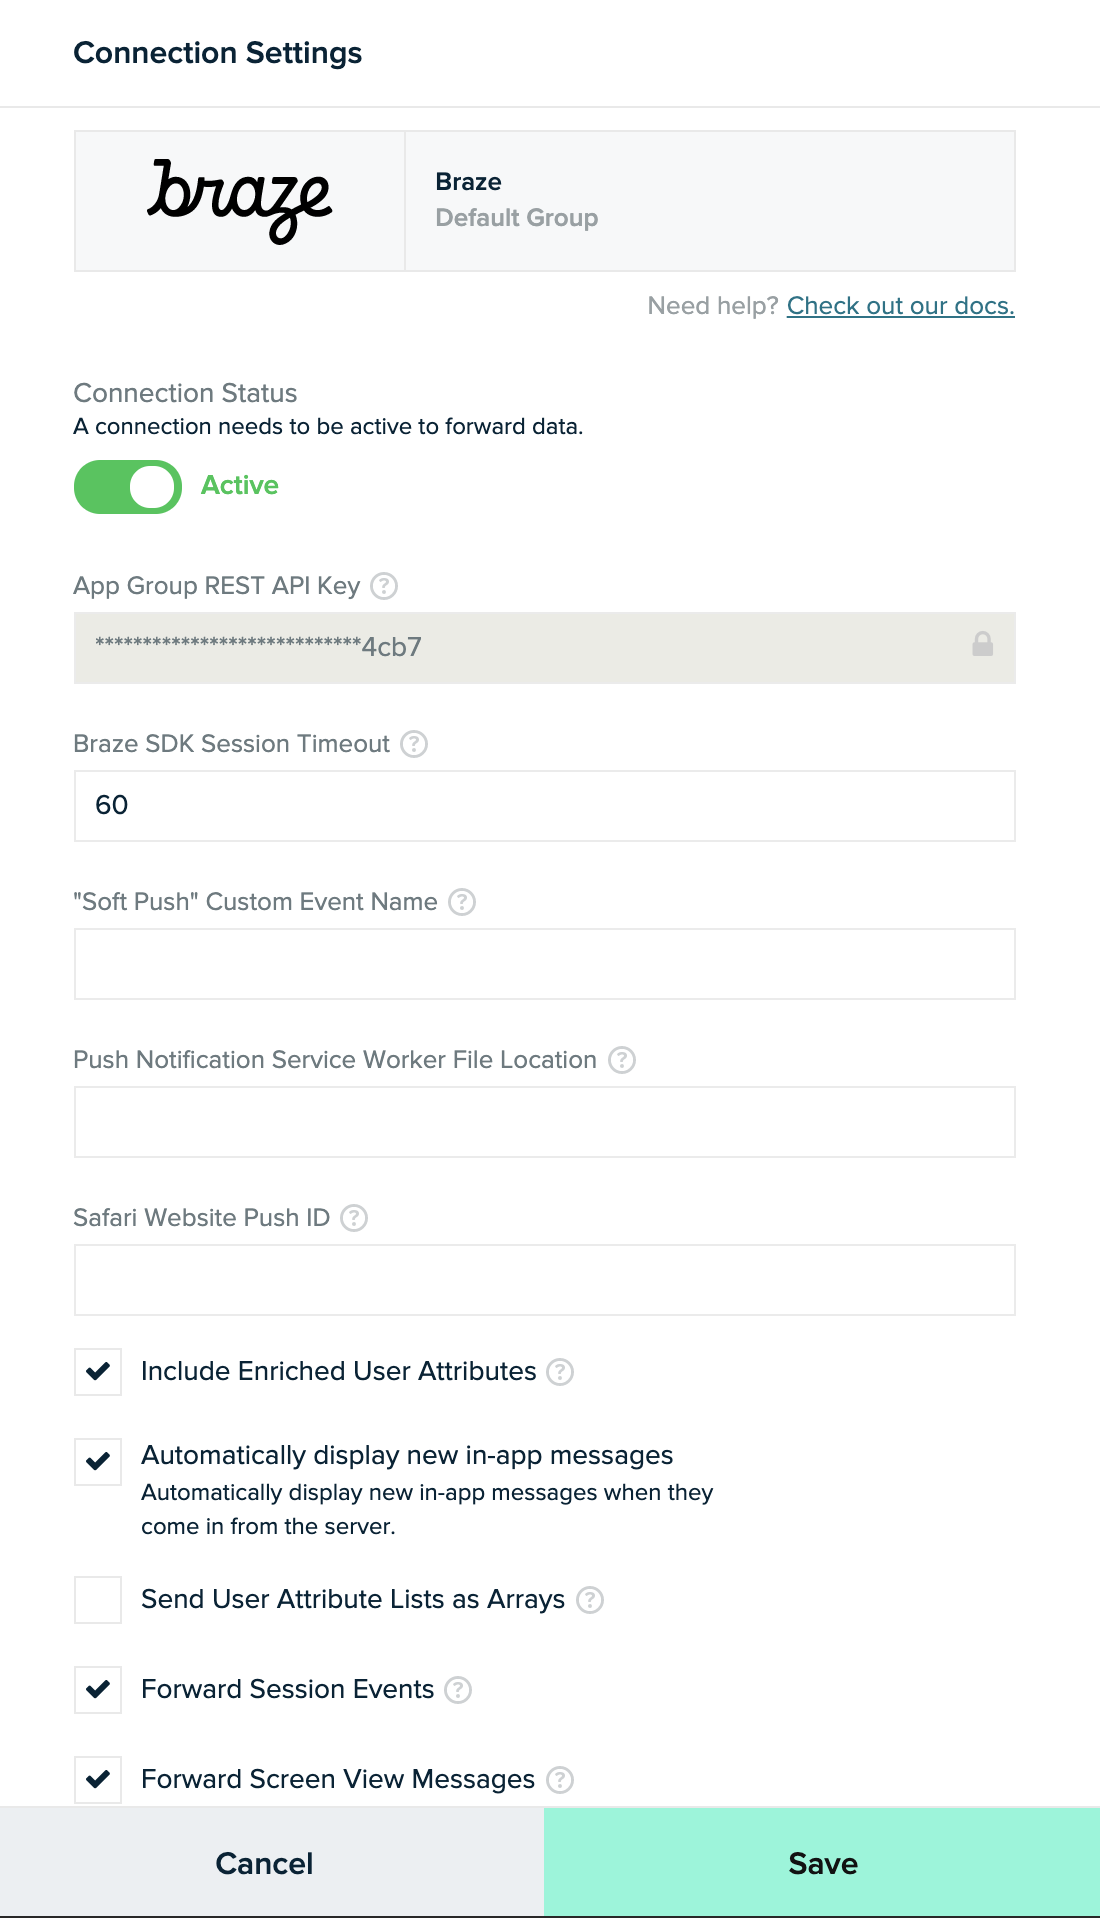 Connection Settings
braze
Braze
Default Group
Need help? Check out our docs.
Connection Status
A connection needs to be active to forward data.
Active
App Group REST API Key ?
****************************4cb7
Braze SDK Session Timeout ?
60
"Soft Push" Custom Event Name ?
Push Notification Service Worker File Location ?
Safari Website Push ID ?
Include Enriched User Attributes ?
Automatically display new in-app messages
Automatically display new in-app messages when they
come in from the server.
Send User Attribute Lists as Arrays ?
Forward Session Events ?
Forward Screen View Messages ?
Cancel
Save